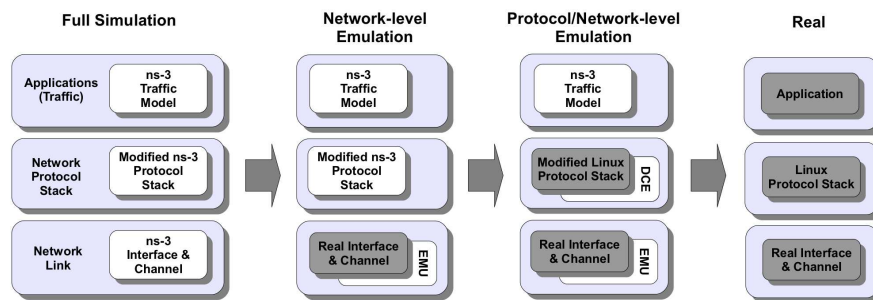 Full Simulation
Network-level
Emulation
Protocol/Network-level
Emulation
Real
Applications
(Traffic)
ns-3
Traffic
Model
ns-3
Traffic
Model
ns-3
Traffic
Model
Application
Network
Protocol
Stack
Modified ns-3
Protocol
Stack
Modified ns-3
Protocol
Stack
Modified Linux
Protocol Stack
DCE
Linux
Protocol Stack
Network
Link
ns-3
Interface &
Channel
Real Interface
& Channel
EMU
Real Interface
& Channel
EMU
Real Interface
& Channel